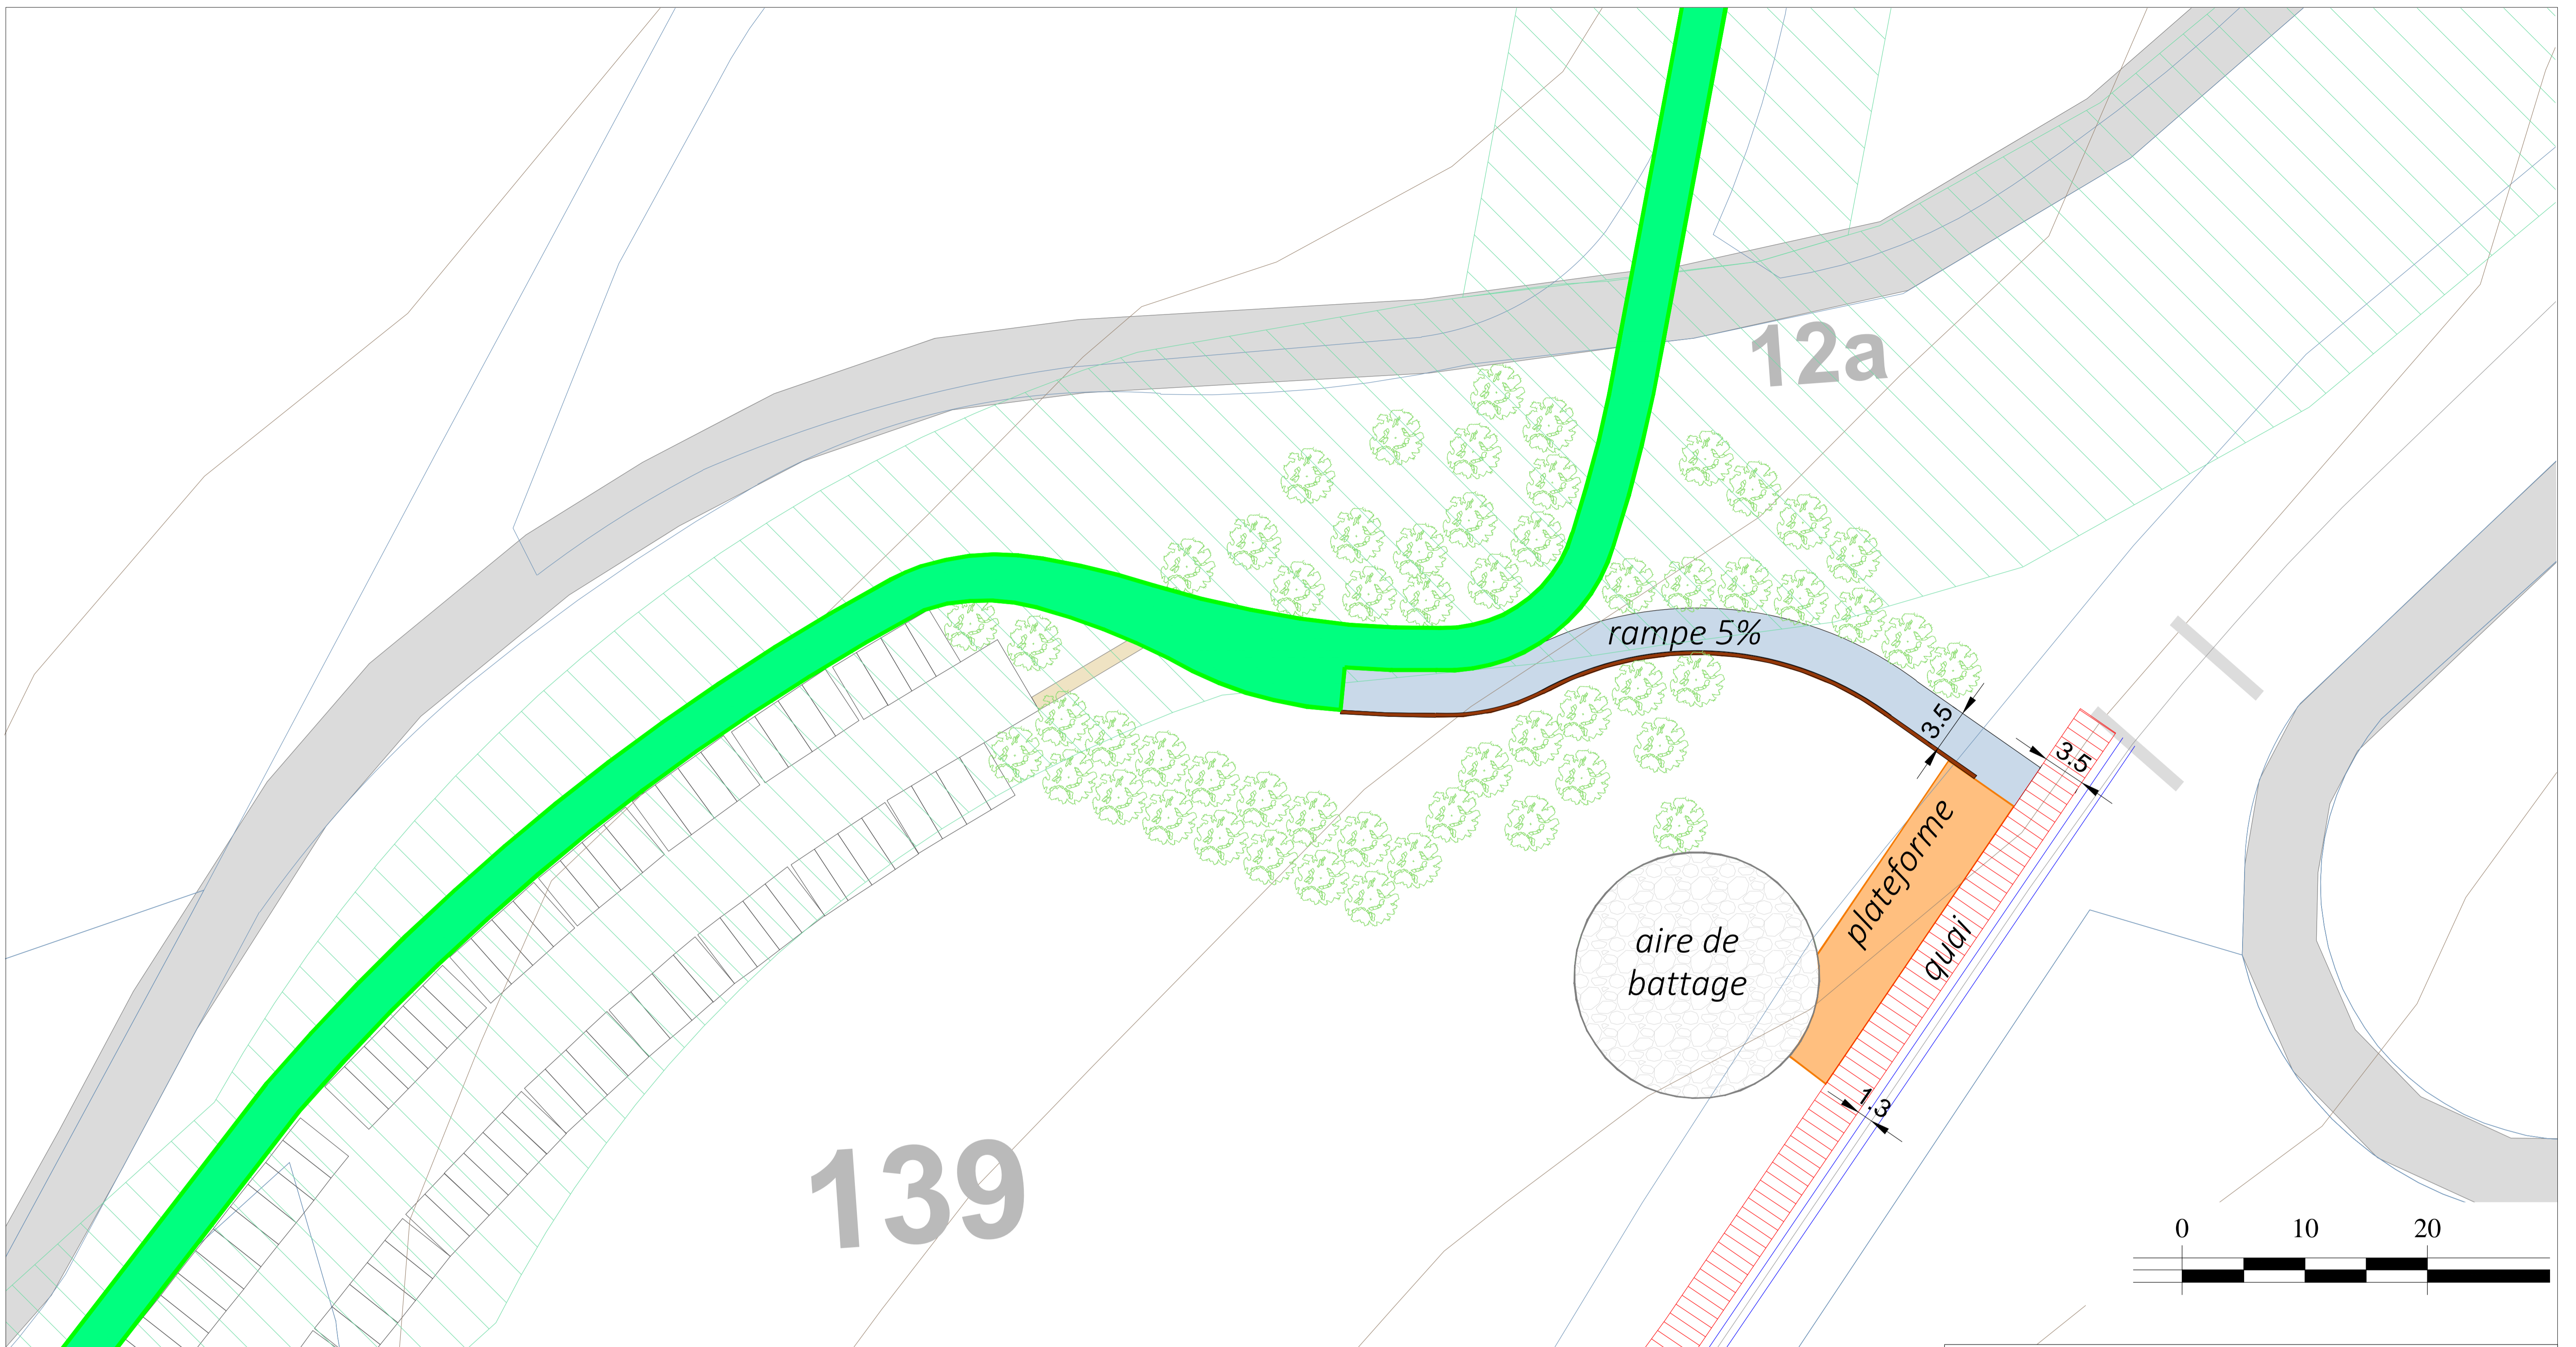 12a
rampe 5%
3.5
3.5
plateforme
quai
aire de
battage
1.3
139
0 10 20